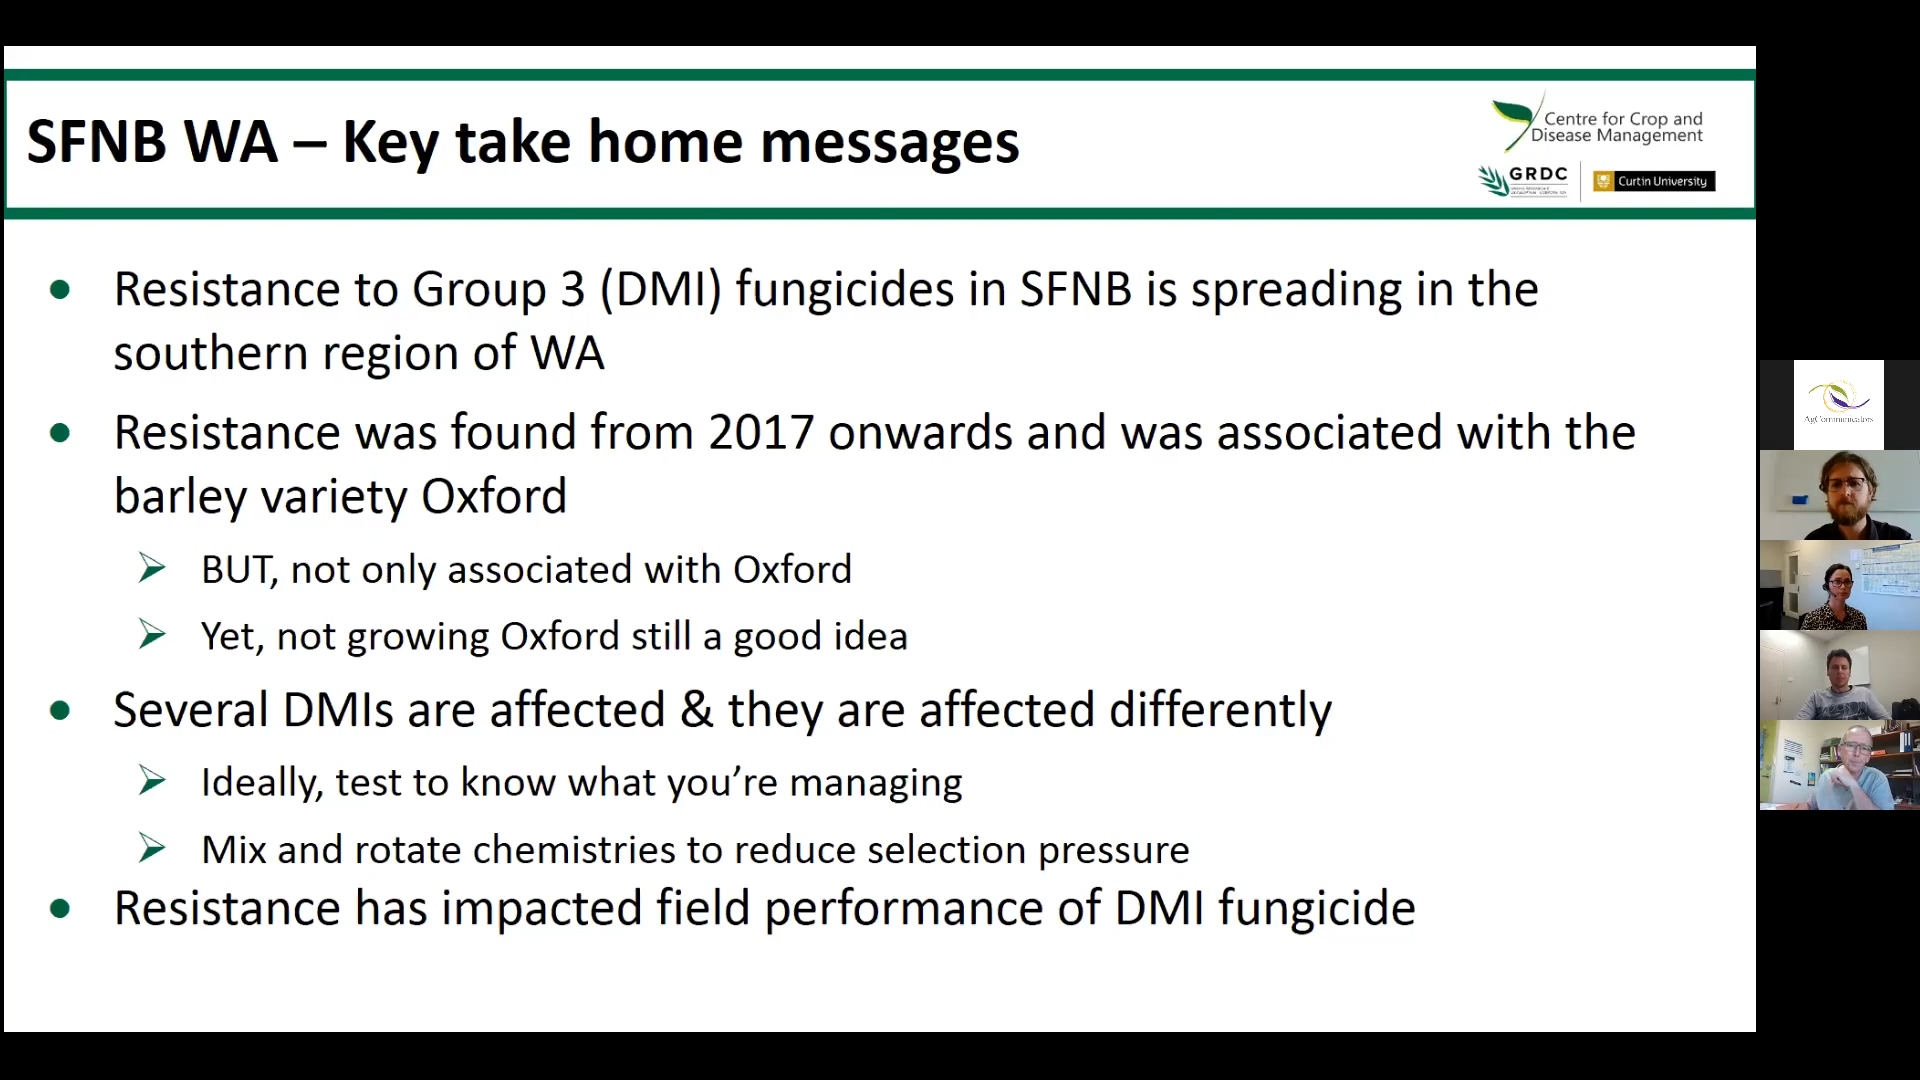 SFNB WA – Key take home messages
Centre for Crop and
Disease Management
GRDC
Curtin University
• Resistance to Group 3 (DMI) fungicides in SFNB is spreading in the
southern region of WA
• Resistance was found from 2017 onwards and was associated with the
barley variety Oxford
➢ BUT, not only associated with Oxford
➢ Yet, not growing Oxford still a good idea
• Several DMIs are affected & they are affected differently
➢ Ideally, test to know what you’re managing
➢ Mix and rotate chemistries to reduce selection pressure
• Resistance has impacted field performance of DMI fungicide
AgCommunicators